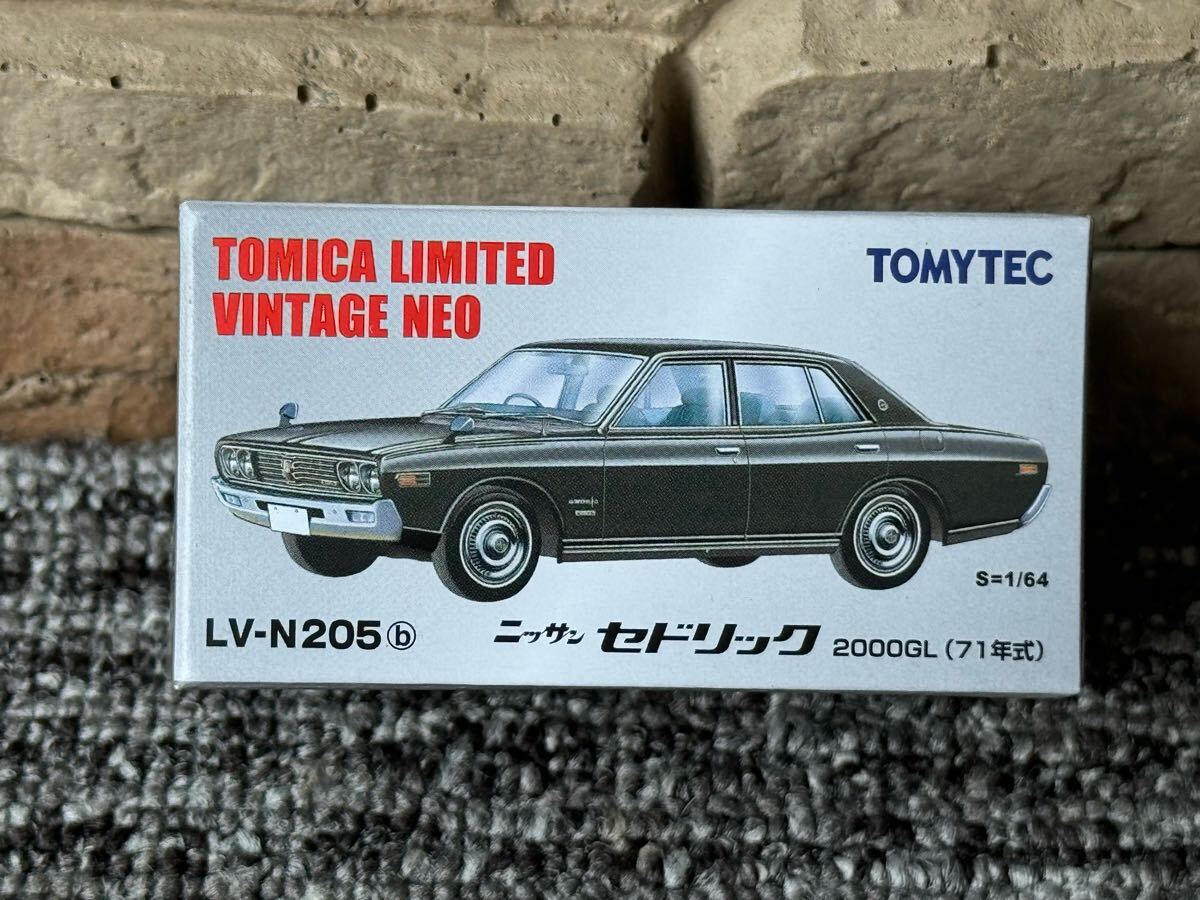 TOMICA LIMITED
VINTAGE NEO
TOMYTEC
S=1/64
LV-N205ⓑ ニッサン セドリック 2000GL（71年式）